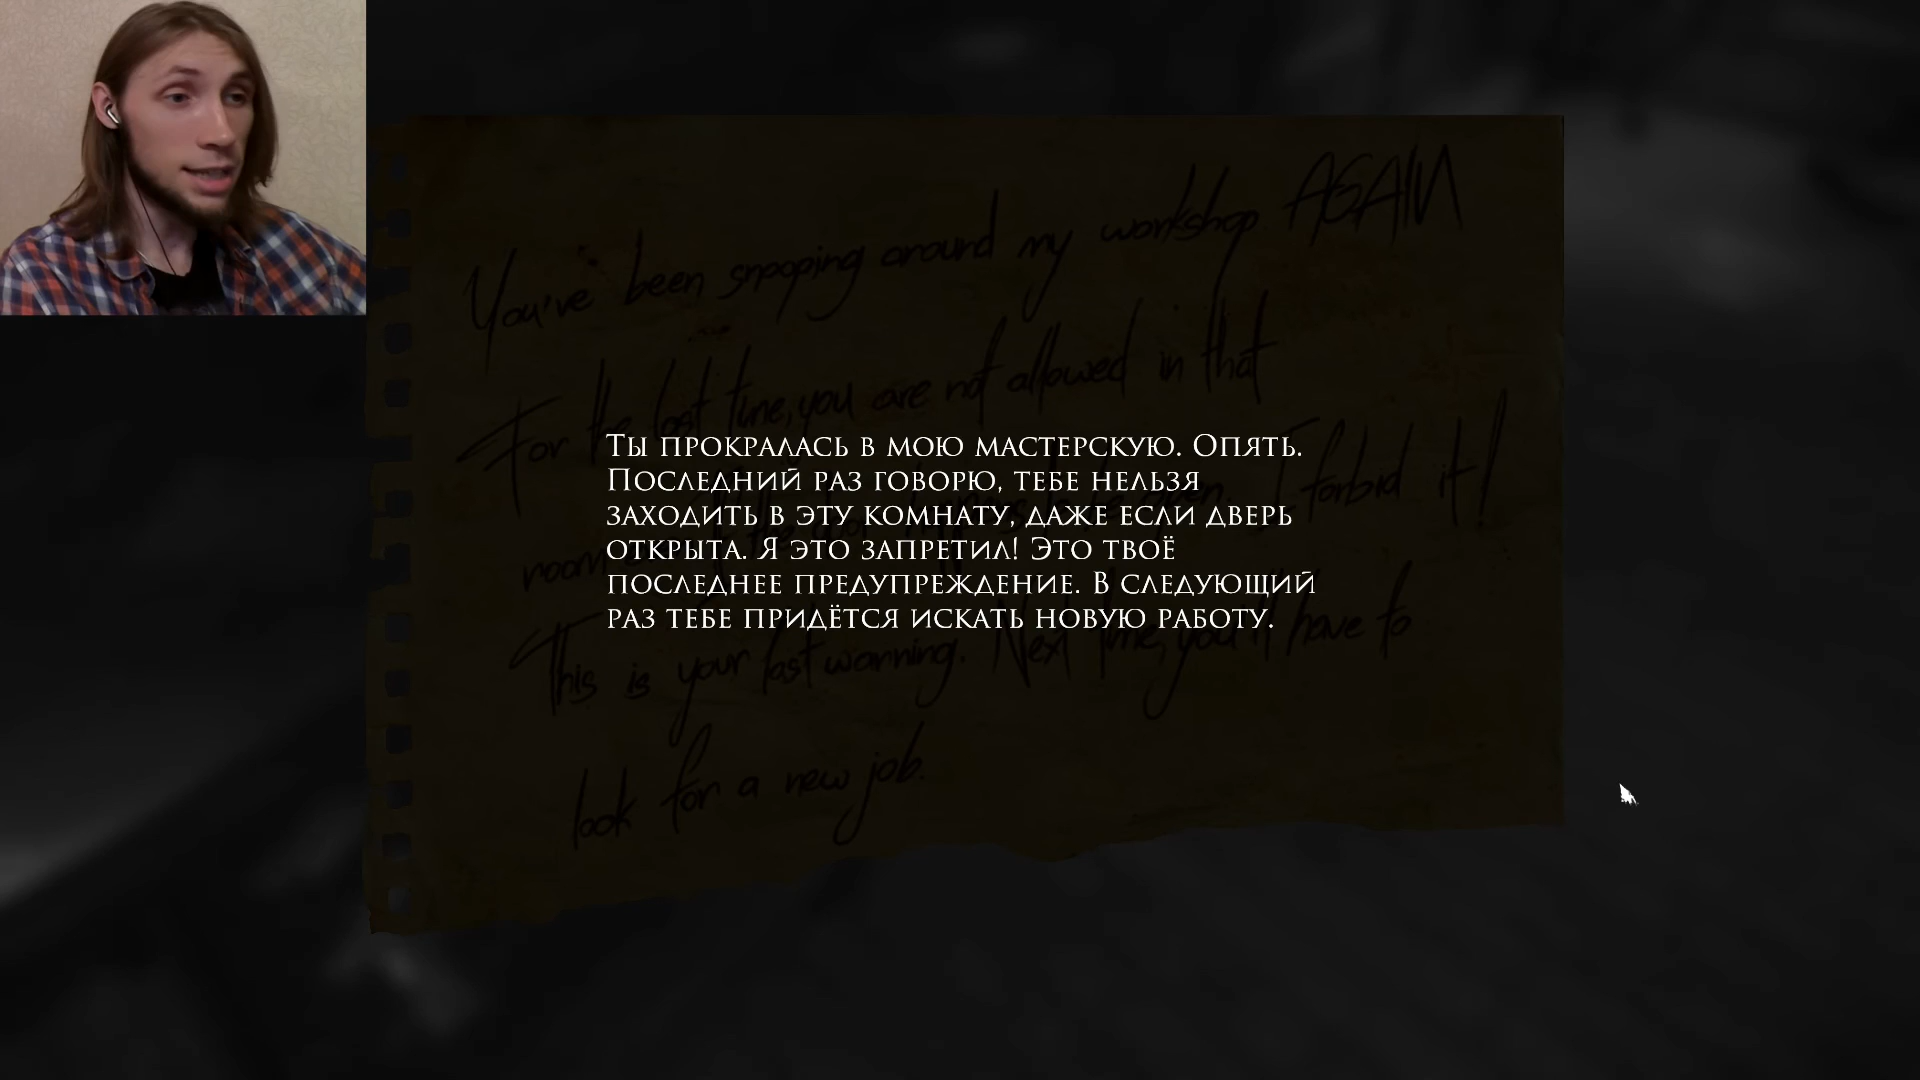 You've been snooping around my workshop. AGAIN
For the last time, you are not allowed in that
room forbid it!
This is your last warning. Next time, you'll have to
look for a new job.
Ты прокралась в мою мастерскую. Опять.
Последний раз говорю, тебе нельзя
заходить в эту комнату, даже если дверь
открыта. Я это запретил! Это твоё
последнее предупреждение. В следующий
раз тебе придётся искать новую работу.